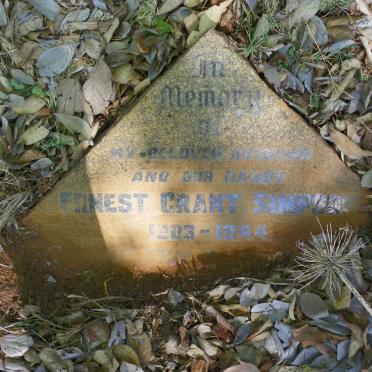 In
Memory
of
MY BELOVED HUSBAND
AND OUR DADDY
ERNEST GRANT SIMPSON
1903-1944